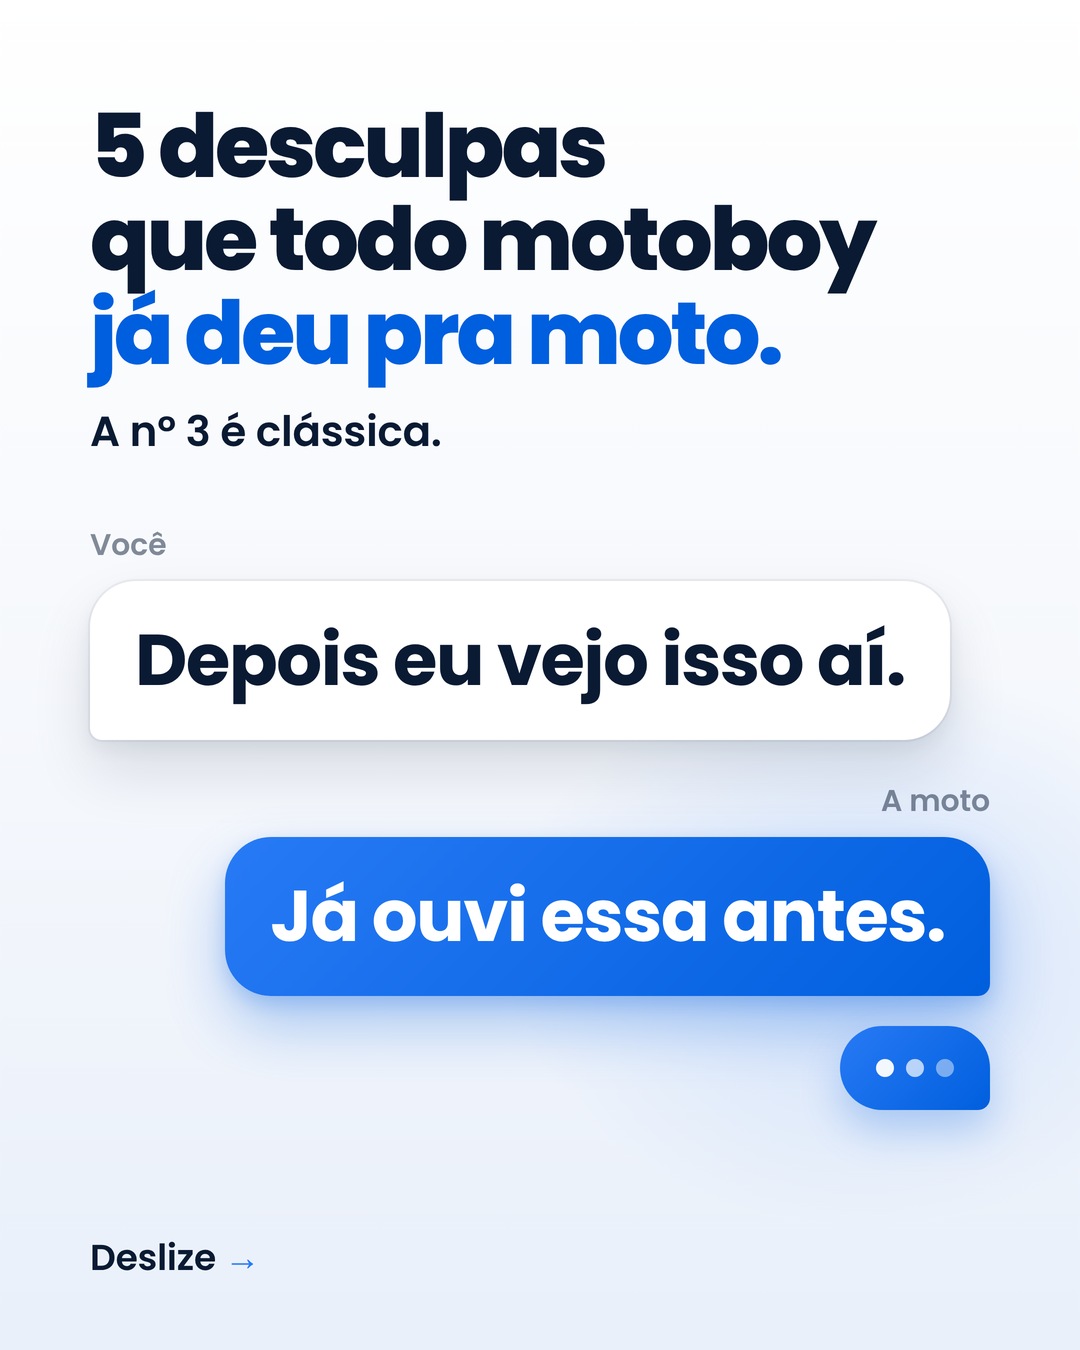 5 desculpas
que todo motoboy
já deu pra moto.
A nº 3 é clássica.
Você
Depois eu vejo isso aí.
A moto
Já ouvi essa antes.
Deslize →